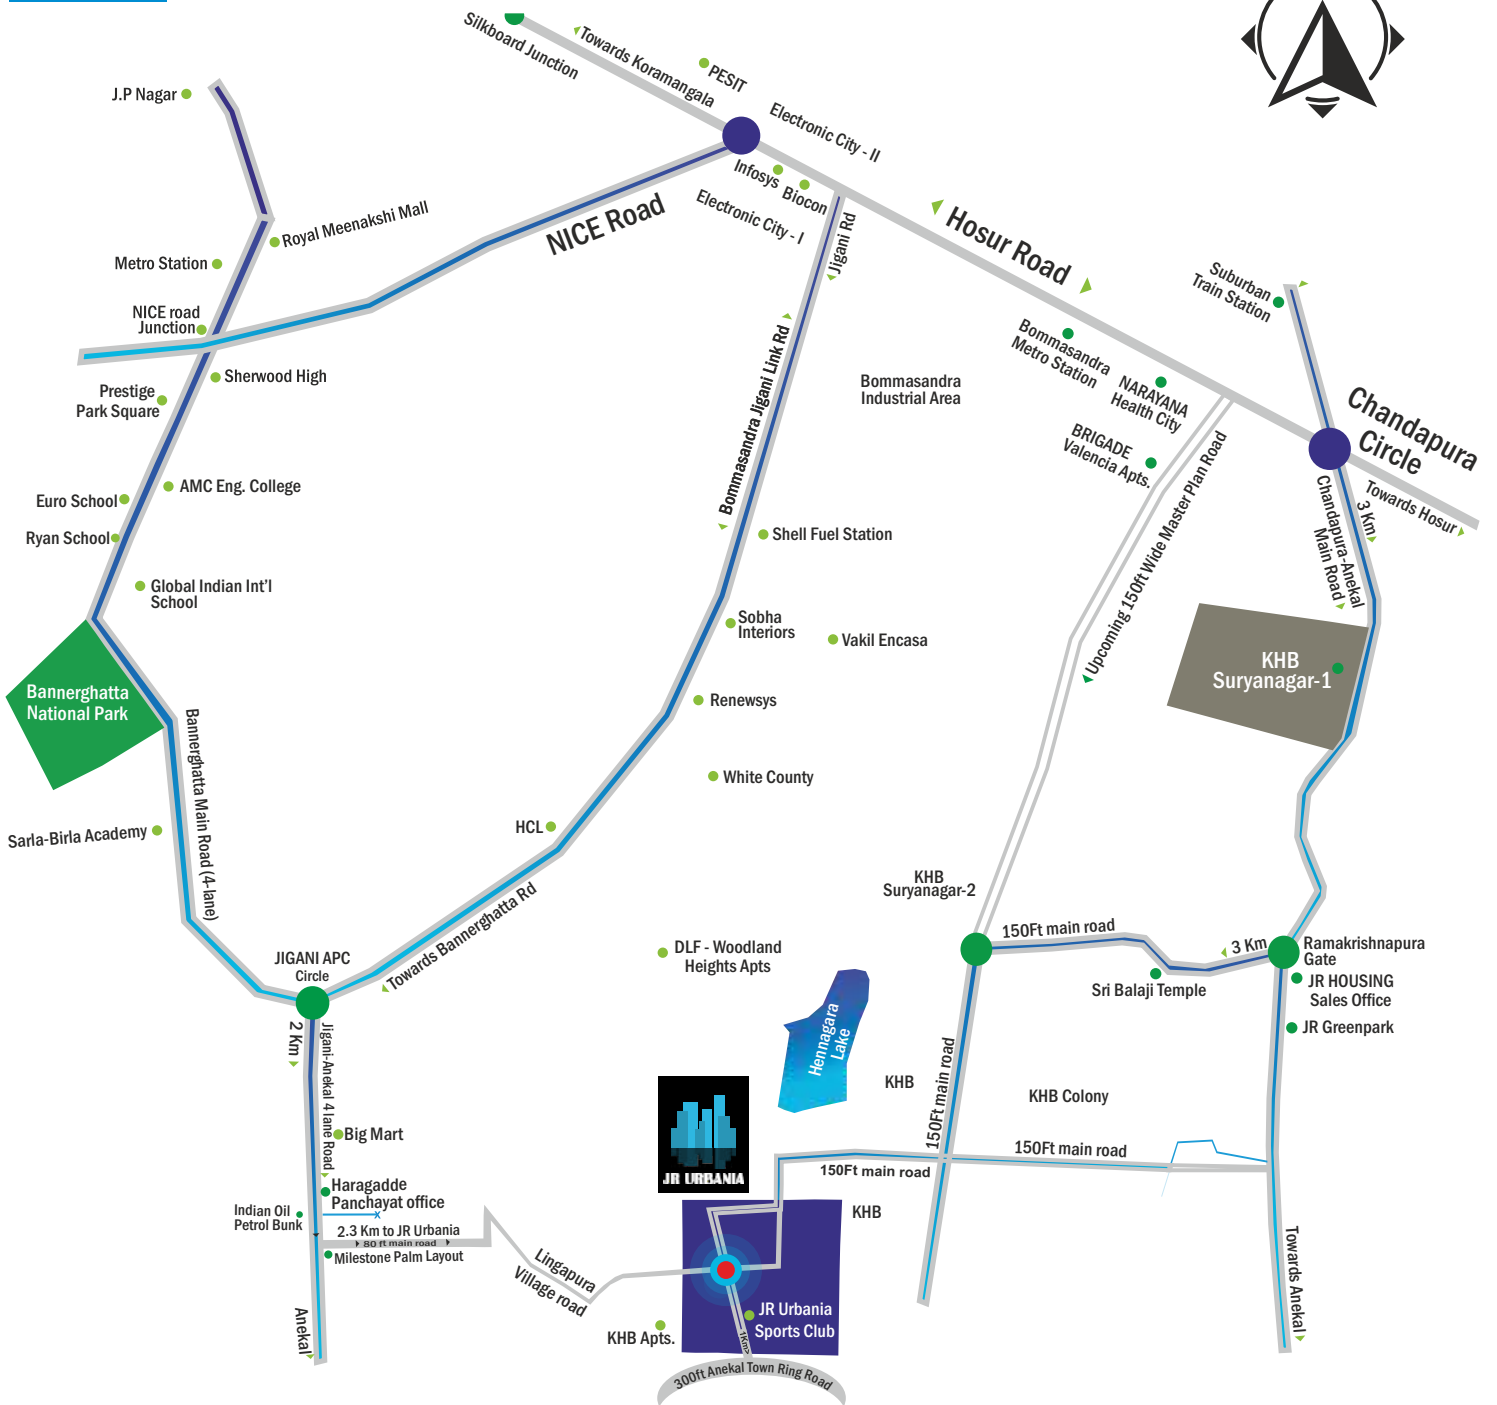 Silkboard Junction
Towards Koramangala
PESIT
J.P Nagar
Electronic City - II
Infosys
Biocon
Electronic City - I
NICE Road
Royal Meenakshi Mall
Jigani Rd
Hosur Road
Metro Station
Suburban
Train Station
NICE road
Junction
Bommasandra
Metro Station
Sherwood High
Bommasandra Jigani Link Rd
Bommasandra
Industrial Area
NARAYANA
Health City
Chandapura
Circle
Prestige
Park Square
BRIGADE
Valencia Apts.
AMC Eng. College
Euro School
Ryan School
Shell Fuel Station
Upcoming 150ft Wide Master Plan Road
3 Km
Chandapura-Anekal
Main Road
Towards Hosur
Global Indian Int'l
School
Sobha
Interiors
Vakil Encasa
KHB
Suryanagar-1
Bannerghatta
National Park
Renewsys
Bannerghatta Main Road (4-lane)
White County
Sarla-Birla Academy
HCL
KHB
Suryanagar-2
Towards Bannerghatta Rd
150Ft main road
3 Km
Ramakrishnapura
Gate
DLF - Woodland
Heights Apts
JIGANI APC
Circle
Sri Balaji Temple
JR HOUSING
Sales Office
JR Greenpark
Hennagara
Lake
2 Km
Jigani-Anekal 4 lane Road
KHB
150Ft main road
KHB Colony
Big Mart
JR URBANIA
150Ft main road
150Ft main road
Haragadde
Panchayat office
Indian Oil
Petrol Bunk
KHB
2.3 Km to JR Urbania
80 ft main road
Milestone Palm Layout
Lingapura
Village road
Towards Anekal
JR Urbania
Sports Club
Anekal
KHB Apts.
1Km
300ft Anekal Town Ring Road